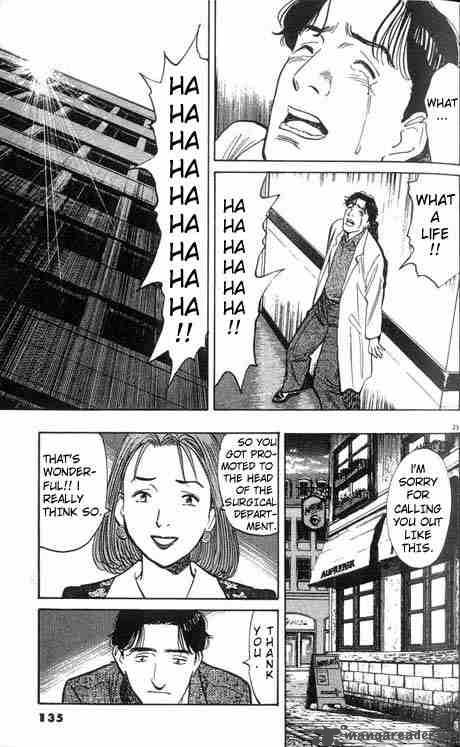 WHAT
...
WHAT
A
LIFE!!
HA
HA
HA
HA
HA
HA!!
HA
HA
HA
HA
HA
HA
HA
HA
HA
!!
23
I'M
SORRY
FOR
CALLING
YOU OUT
LIKE
THIS.
SO YOU
GOT PRO-
MOTED TO
THE HEAD
OF THE
SURGICAL
DEPART-
MENT.
THAT'S
WONDER-
FUL!! I
REALLY
THINK SO.
THANK
YOU.
135
mangareader